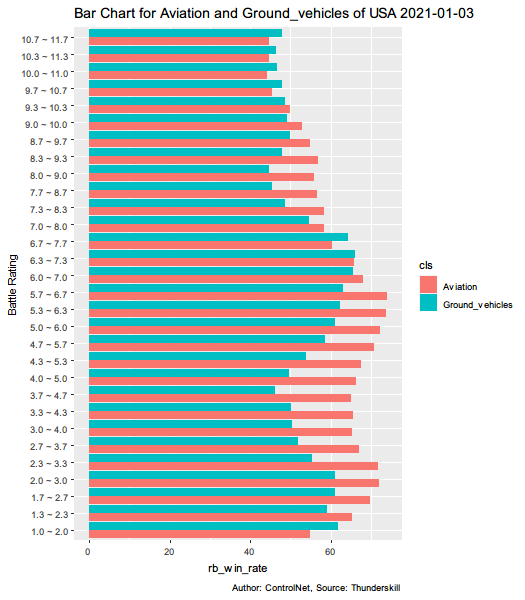 Bar Chart for Aviation and Ground_vehicles of USA 2021-01-03
Battle Rating
10.7 ~ 11.7
10.3 ~ 11.3
10.0 ~ 11.0
9.7 ~ 10.7
9.3 ~ 10.3
9.0 ~ 10.0
8.7 ~ 9.7
8.3 ~ 9.3
8.0 ~ 9.0
7.7 ~ 8.7
7.3 ~ 8.3
7.0 ~ 8.0
6.7 ~ 7.7
6.3 ~ 7.3
6.0 ~ 7.0
5.7 ~ 6.7
5.3 ~ 6.3
5.0 ~ 6.0
4.7 ~ 5.7
4.3 ~ 5.3
4.0 ~ 5.0
3.7 ~ 4.7
3.3 ~ 4.3
3.0 ~ 4.0
2.7 ~ 3.7
2.3 ~ 3.3
2.0 ~ 3.0
1.7 ~ 2.7
1.3 ~ 2.3
1.0 ~ 2.0
0 20 40 60
rb_win_rate
cls
Aviation
Ground_vehicles
Author: ControlNet, Source: Thunderskill